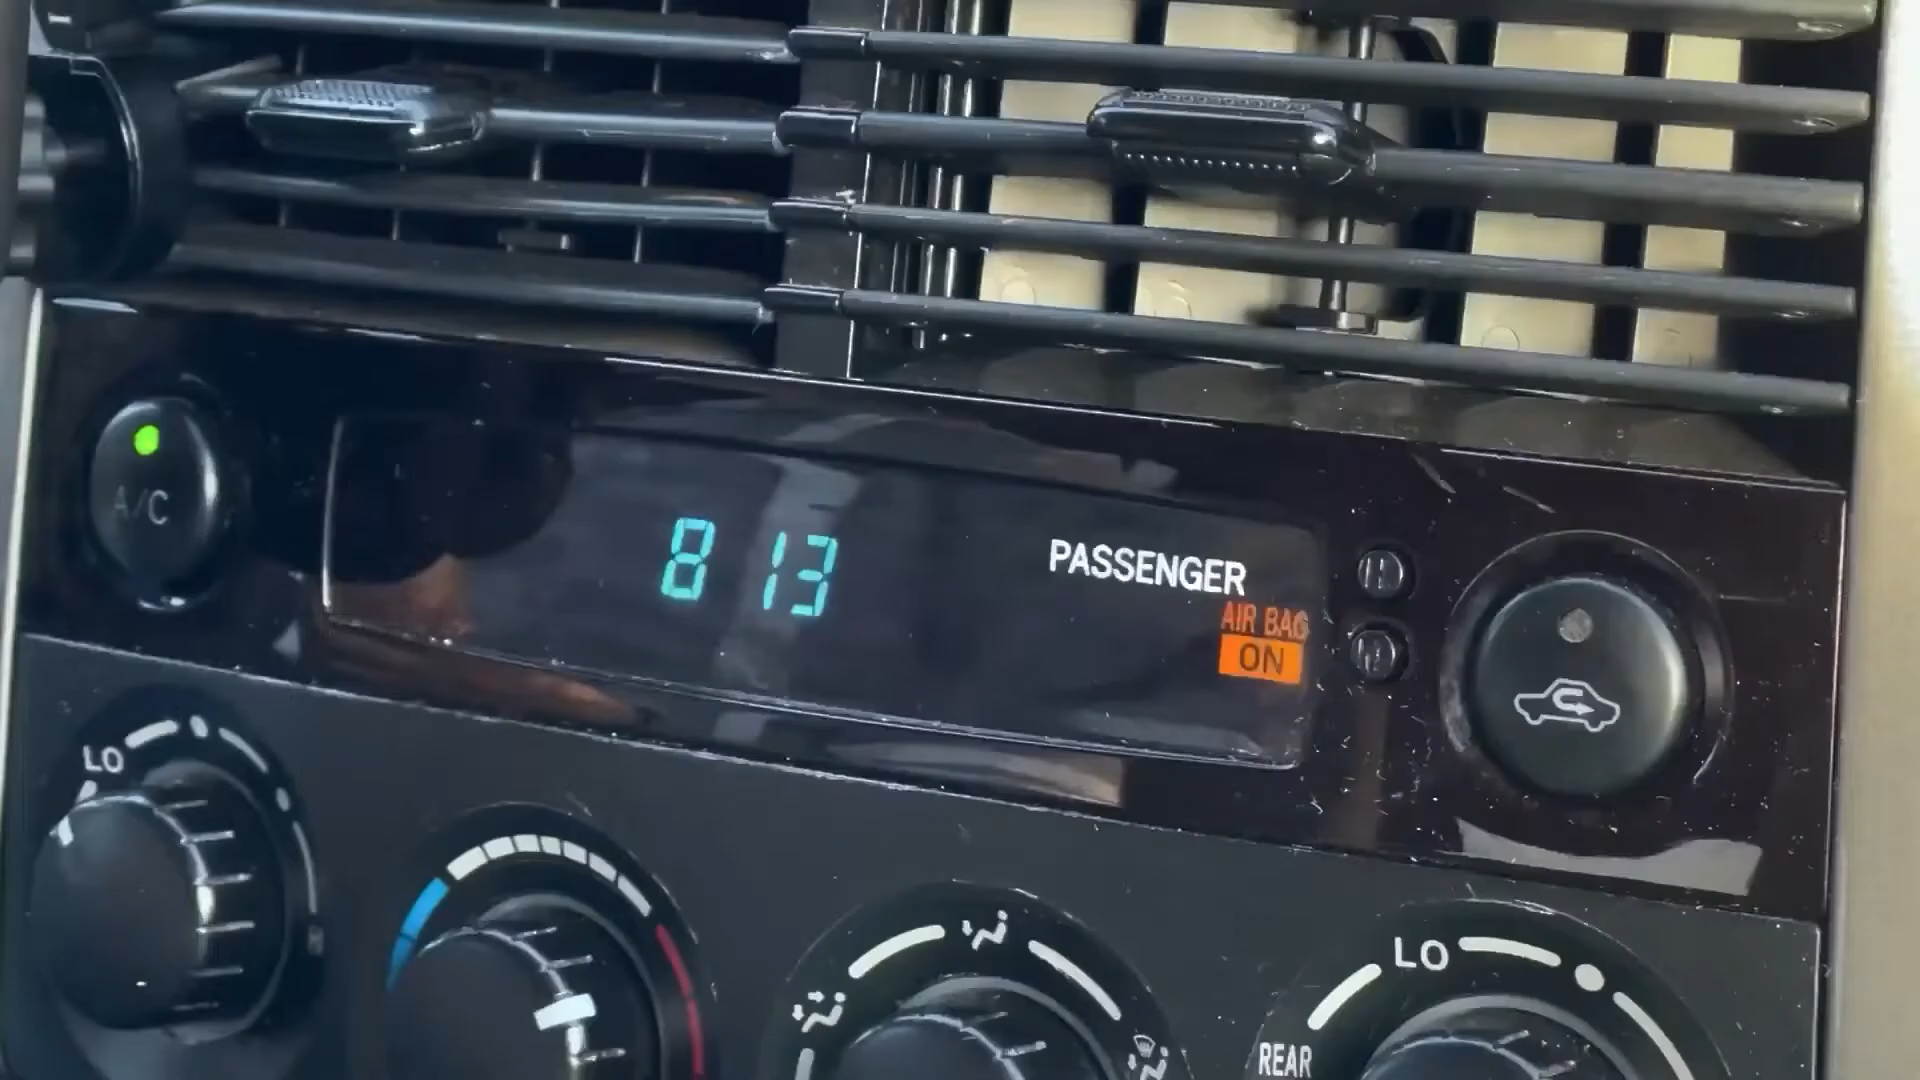 A/C
8 13
PASSENGER
AIR BAG
ON
LO
LO
REAR